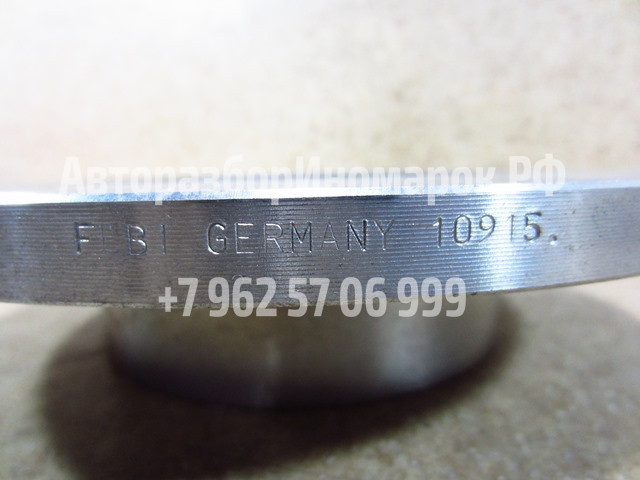 АвторазборИномарок.РФ
FEBI GERMANY 10915.
+7 962 57 06 999